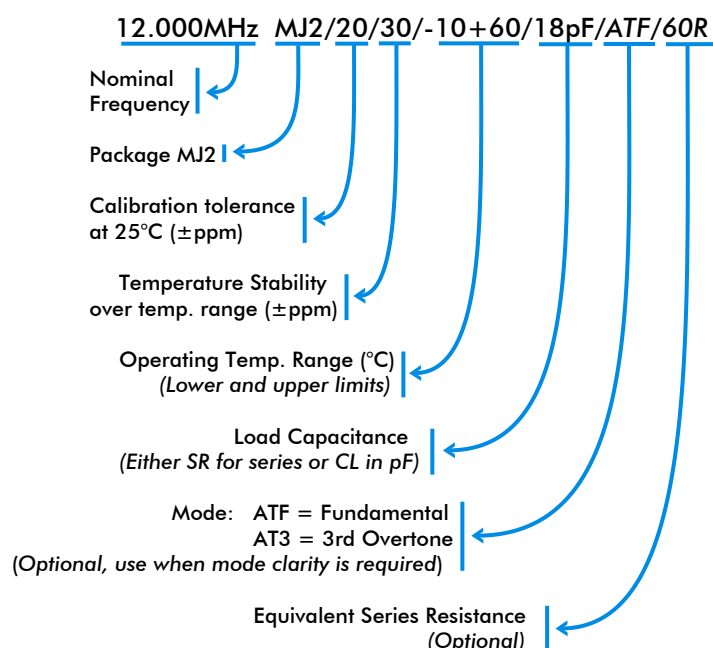 12.000MHz MJ2/20/30/-10+60/18pF/ATF/60R
Nominal
Frequency
Package MJ2
Calibration tolerance
at 25°C (±ppm)
Temperature Stability
over temp. range (±ppm)
Operating Temp. Range (°C)
(Lower and upper limits)
Load Capacitance
(Either SR for series or CL in pF)
Mode: ATF = Fundamental
AT3 = 3rd Overtone
(Optional, use when mode clarity is required)
Equivalent Series Resistance
(Optional)